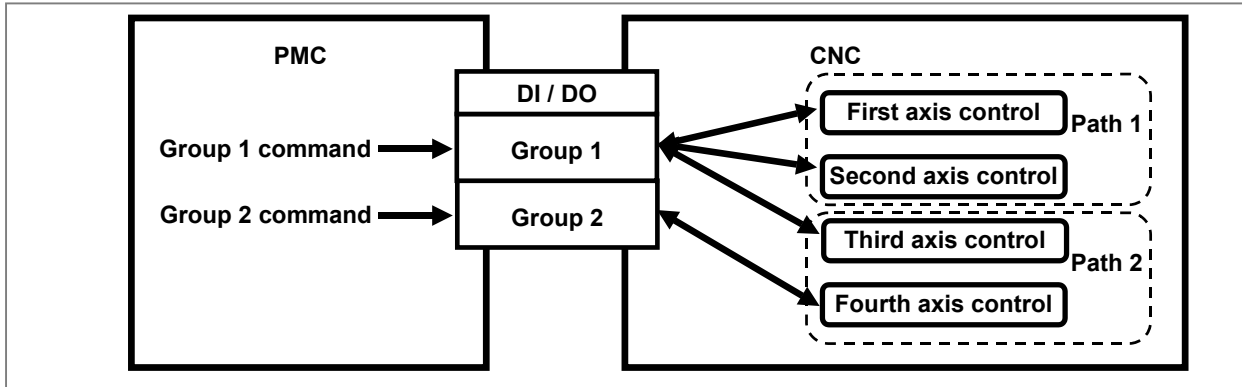 PMC
CNC
DI / DO
Group 1 command
Group 1
Group 2 command
Group 2
First axis control
Path 1
Second axis control
Third axis control
Path 2
Fourth axis control